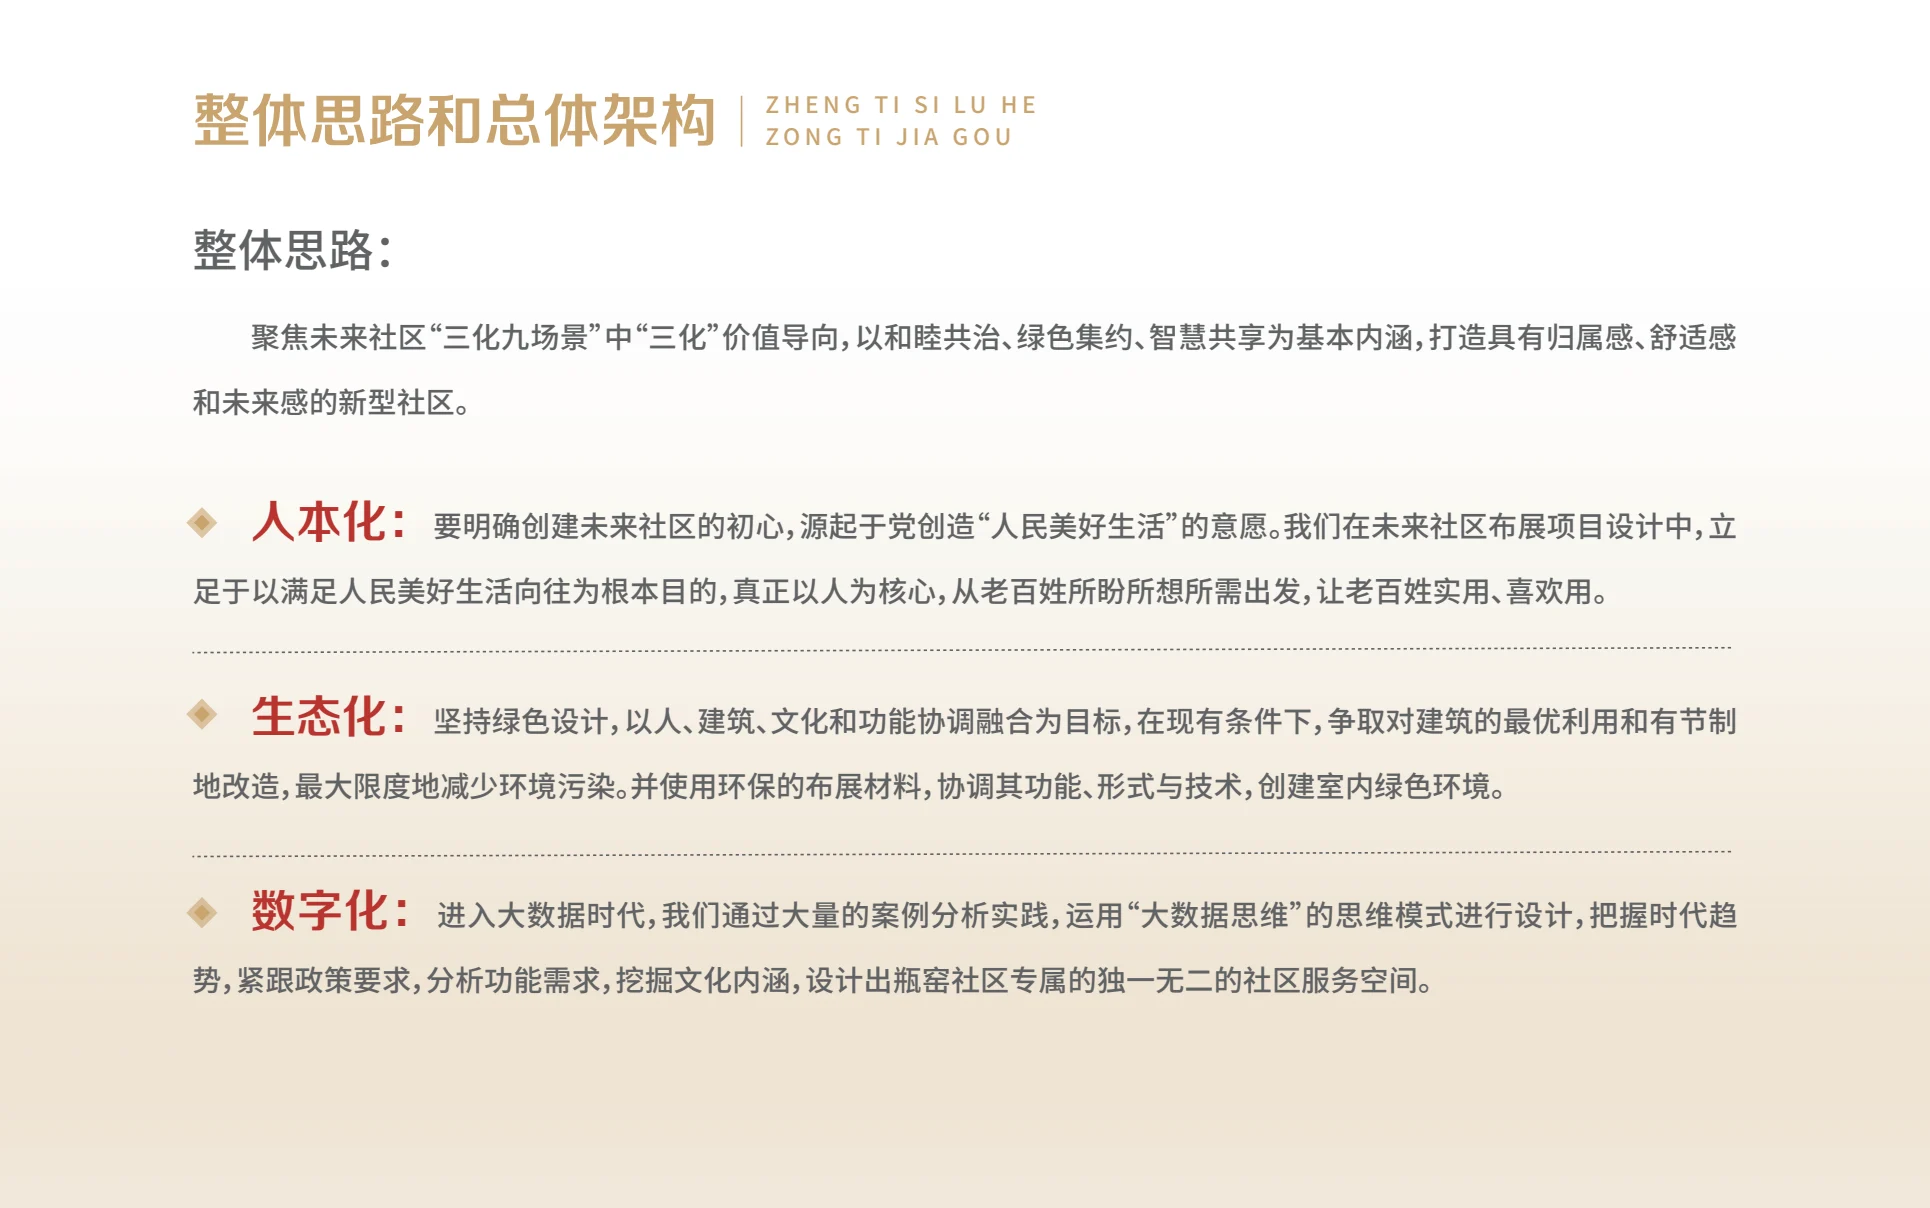 整体思路和总体架构
ZHENG TI SI LU HE
ZONG TI JIA GOU
整体思路：
聚焦未来社区“三化九场景”中“三化”价值导向，以和睦共治、绿色集约、智慧共享为基本内涵，打造具有归属感、舒适感
和未来感的新型社区。
人本化： 要明确创建未来社区的初心，源起于党创造“人民美好生活”的意愿。我们在未来社区布展项目设计中，立
足于以满足人民美好生活向往为根本目的，真正以人为核心，从老百姓所盼所想所需出发，让老百姓实用、喜欢用。
生态化： 坚持绿色设计，以人、建筑、文化和功能协调融合为目标，在现有条件下，争取对建筑的最优利用和有节制
地改造，最大限度地减少环境污染。并使用环保的布展材料，协调其功能、形式与技术，创建室内绿色环境。
数字化： 进入大数据时代，我们通过大量的案例分析实践，运用“大数据思维”的思维模式进行设计，把握时代趋
势，紧跟政策要求，分析功能需求，挖掘文化内涵，设计出瓶窑社区专属的独一无二的社区服务空间。